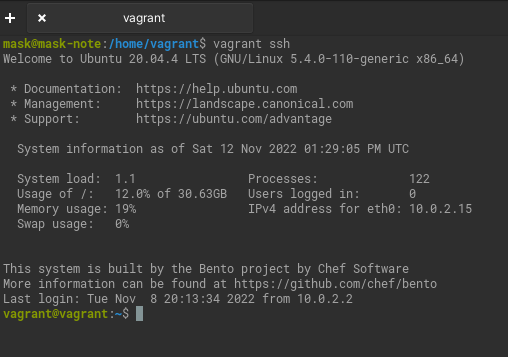 vagrant
mask@mask-note:/home/vagrant$ vagrant ssh
Welcome to Ubuntu 20.04.4 LTS (GNU/Linux 5.4.0-110-generic x86_64)
* Documentation:  https://help.ubuntu.com
* Management:     https://landscape.canonical.com
* Support:        https://ubuntu.com/advantage
System information as of Sat 12 Nov 2022 01:29:05 PM UTC
System load:  1.1                Processes:             122
Usage of /:   12.0% of 30.63GB   Users logged in:       0
Memory usage: 19%                IPv4 address for eth0: 10.0.2.15
Swap usage:   0%
This system is built by the Bento project by Chef Software
More information can be found at https://github.com/chef/bento
Last login: Tue Nov  8 20:13:34 2022 from 10.0.2.2
vagrant@vagrant:~$